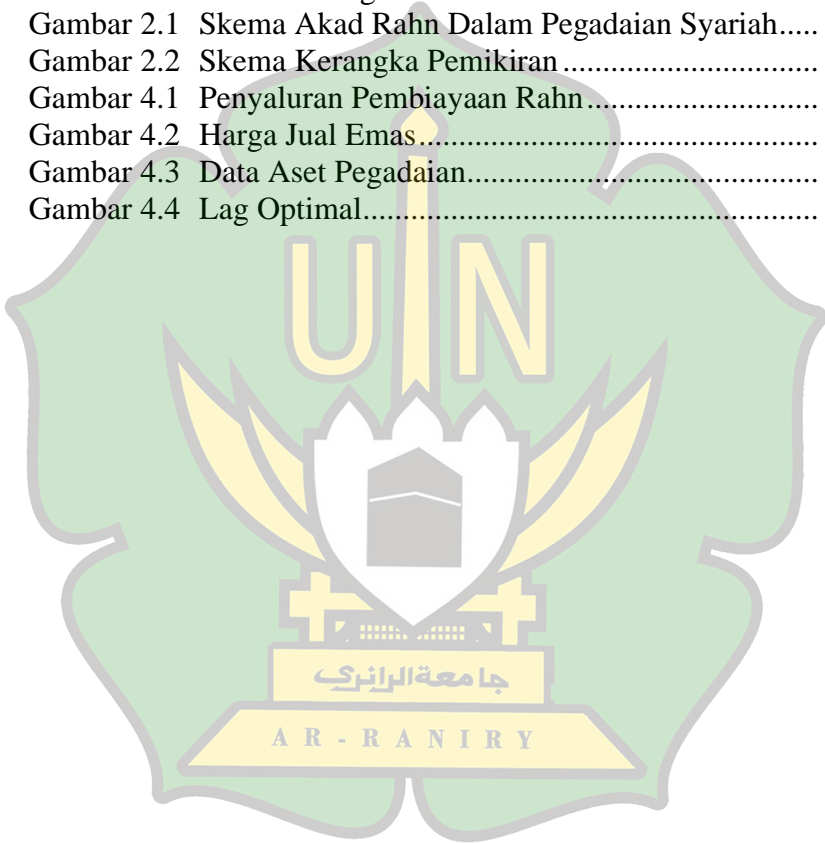 Gambar 2.1 Skema Akad Rahn Dalam Pegadaian Syariah.....
Gambar 2.2 Skema Kerangka Pemikiran.................................
Gambar 4.1 Penyaluran Pembiayaan Rahn..............................
Gambar 4.2 Harga Jual Emas...................................................
Gambar 4.3 Data Aset Pegadaian.............................................
Gambar 4.4 Lag Optimal..........................................................
UIN
جامعة الرانري
AR-RANIRY